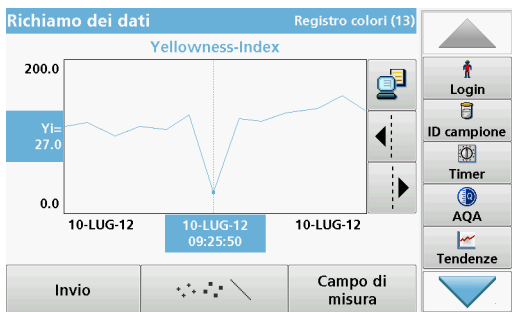 Richiamo dei dati
Registro colori (13)
Yellowness-Index
200.0
Yi=
27.0
0.0
10-LUG-12
10-LUG-12
09:25:50
10-LUG-12
Invio
Campo di
misura
Login
ID campione
Timer
AQA
Tendenze